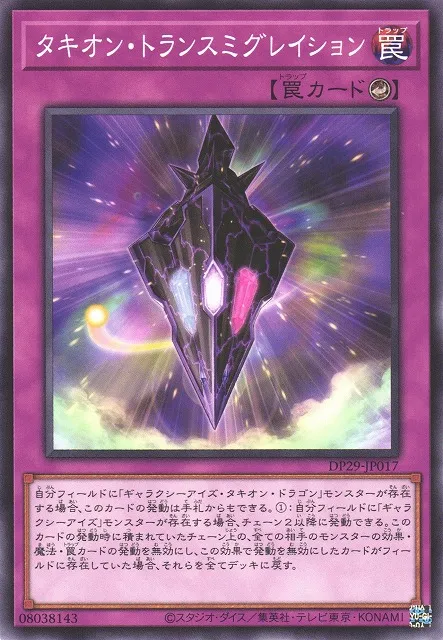 タキオン・トランスミグレイション
トラップ
罠
【罠カード】
DP29-JP017
自分フィールドに「ギャラクシーアイズ・タキオン・ドラゴン」モンスターが存在
する場合、このカードの発動は手札からもできる。①：自分フィールドに「ギャラ
クシーアイズ」モンスターが存在する場合、チェーン２以降に発動できる。この
カードの発動時に積まれていたチェーン上の、全ての相手のモンスターの効果・
魔法・罠カードの発動を無効にし、この効果で発動を無効にしたカードがフィー
ルドに存在していた場合、それらを全てデッキに戻す。
08038143
©スタジオ・ダイス／集英社・テレビ東京・KONAMI